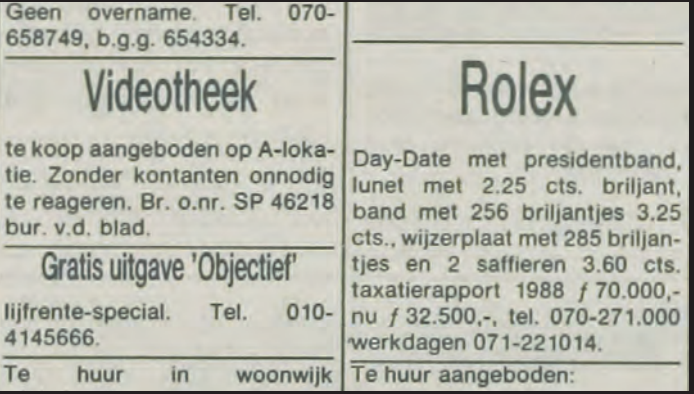 Geen overname. Tel. 070-
658749, b.g.g. 654334.
Videotheek
te koop aangeboden op A-loka-
tie. Zonder kontanten onnodig
te reageren. Br. o.nr. SP 46218
bur. v.d. blad.
Gratis uitgave 'Objectief'
lijfrente-special. Tel. 010-
4145666.
Te huur in woonwijk
Rolex
Day-Date met presidentband,
lunet met 2.25 cts. briljant,
band met 256 briljantjes 3.25
cts., wijzerplaat met 285 briljan-
tjes en 2 saffieren 3.60 cts.
taxatierapport 1988 ƒ 70.000,-
nu ƒ 32.500,-, tel. 070-271.000
werkdagen 071-221014.
Te huur aangeboden: